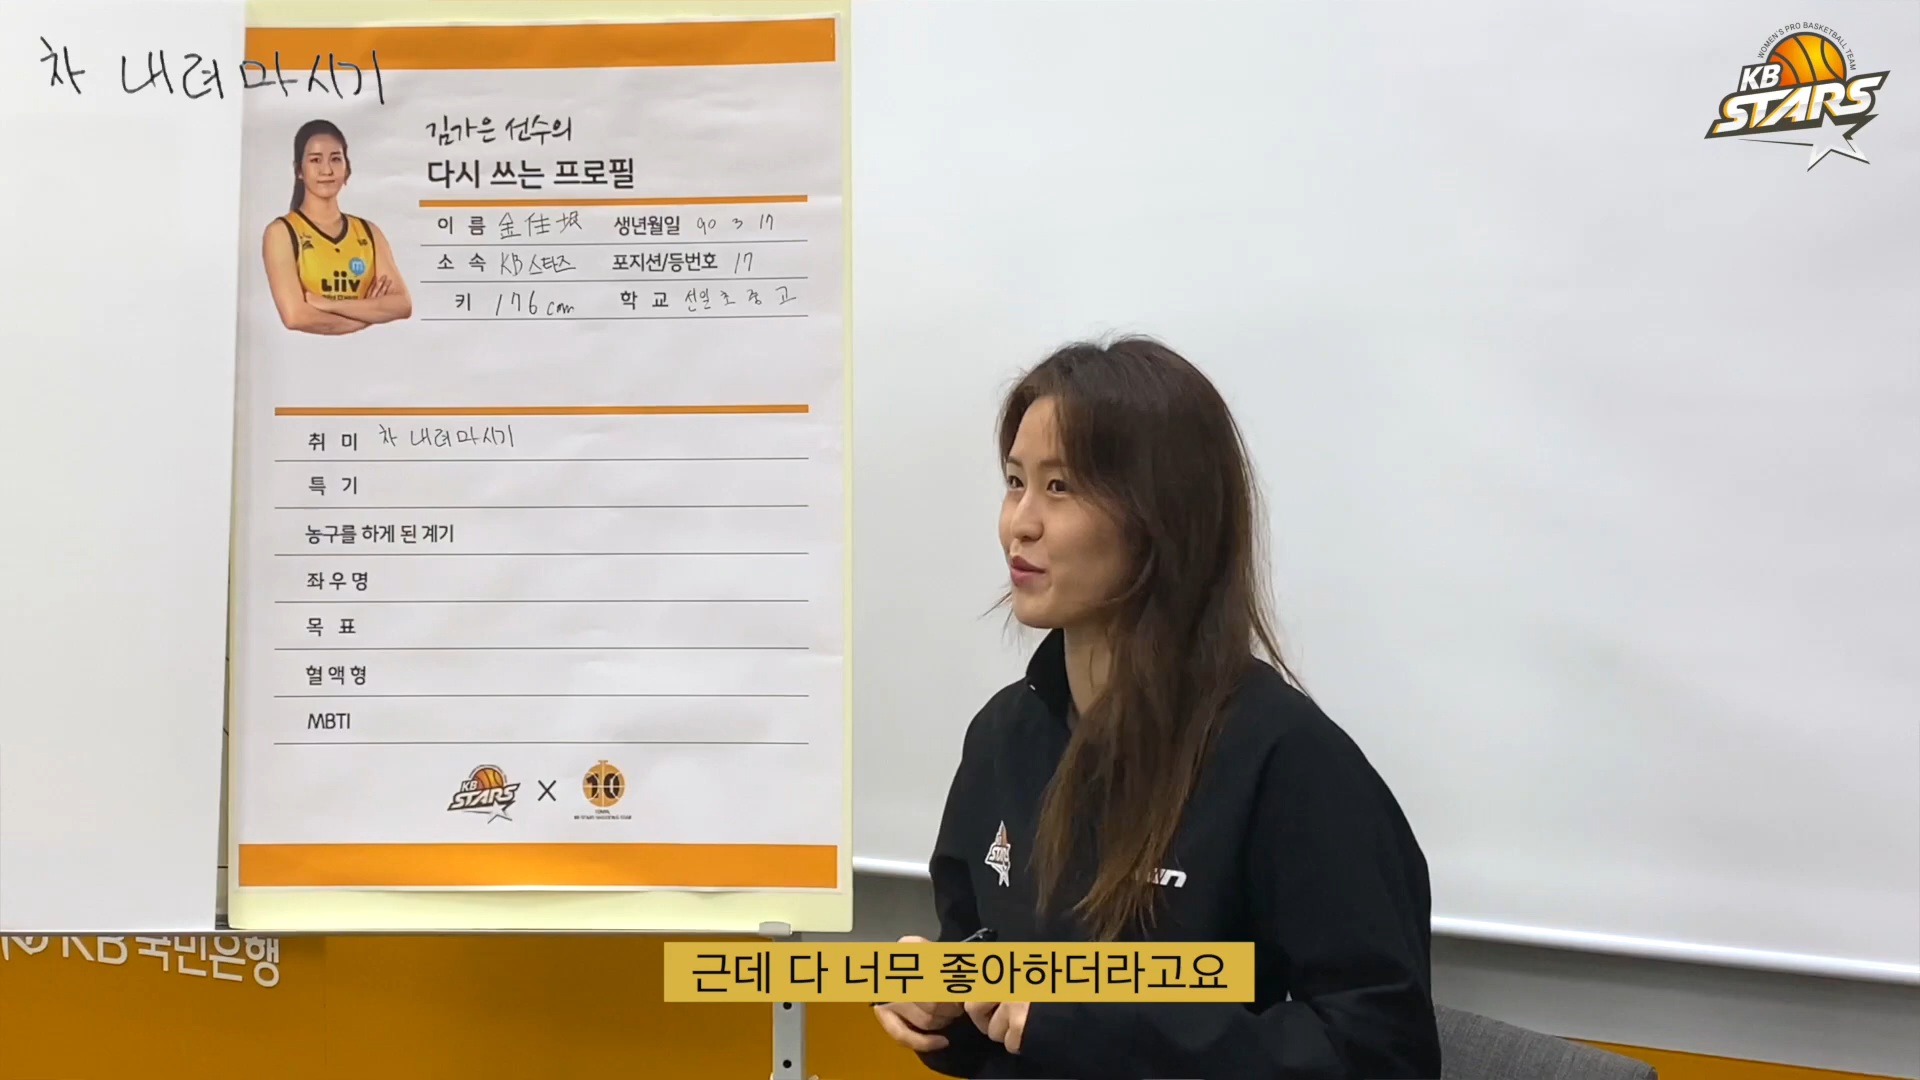 차 내려 마시기
WOMEN'S PRO BASKETBALL TEAM
KB
STARS
김가은 선수의
다시 쓰는 프로필
이 름 金佳垠 생년월일 90 3 17
소 속 KB스타즈 포지션/등번호 17
키 176cm 학 교 선일초중고
Liiv
m
취 미 차 내려마시기
특 기
농구를 하게 된 계기
좌 우 명
목 표
혈 액 형
MBTI
KB STARS X 10
KB 국민은행
STARS
근데 다 너무 좋아하더라고요